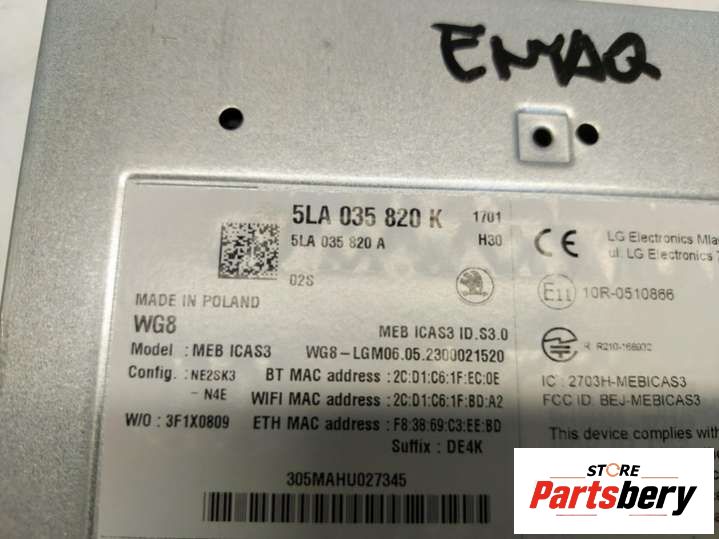 ENYAQ
5LA 035 820 K 1701
5LA 035 820 A H30
02S
MADE IN POLAND
WG8 MEB ICAS3 ID.S3.0
Model : MEB ICAS3 WG8-LGM06.05.2300021520
Config. : NE2SK3 BT MAC address : 2C:D1:C6:1F:EC:0E
- N4E WIFI MAC address : 2C:D1:C6:1F:BD:A2
W/O : 3F1X0809 ETH MAC address : F8:38:69:C3:EE:BD
Suffix : DE4K
305MAHU027345
CE LG Electronics Mła
ul. LG Electronics
E11 10R-0510866
R
IC : 2703H-MEBICAS3
FCC ID: BEJ-MEBICAS3
This device complies with
STORE
Partsbery